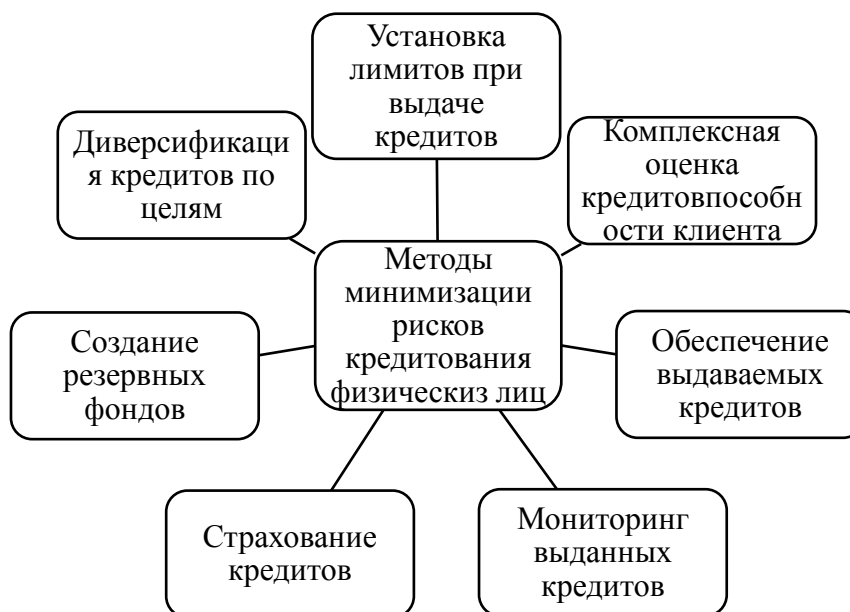 Установка
лимитов при
выдаче
кредитов
Диверсификаци
я кредитов по
целям
Комплексная
оценка
кредитовпособн
ости клиента
Методы
минимизации
рисков
кредитования
физическиз лиц
Создание
резервных
фондов
Обеспечение
выдаваемых
кредитов
Страхование
кредитов
Мониторинг
выданных
кредитов